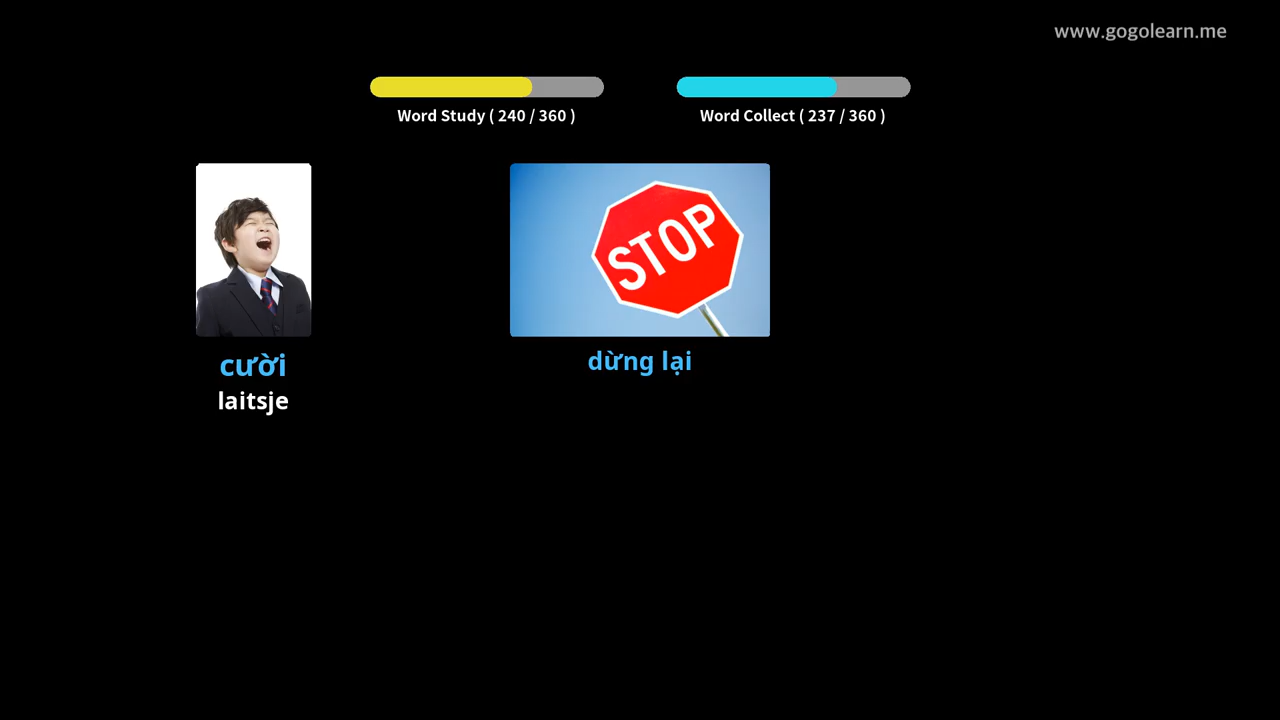 www.gogolearn.me
Word Study ( 240 / 360 )
Word Collect ( 237 / 360 )
STOP
cười
laitsje
dừng lại